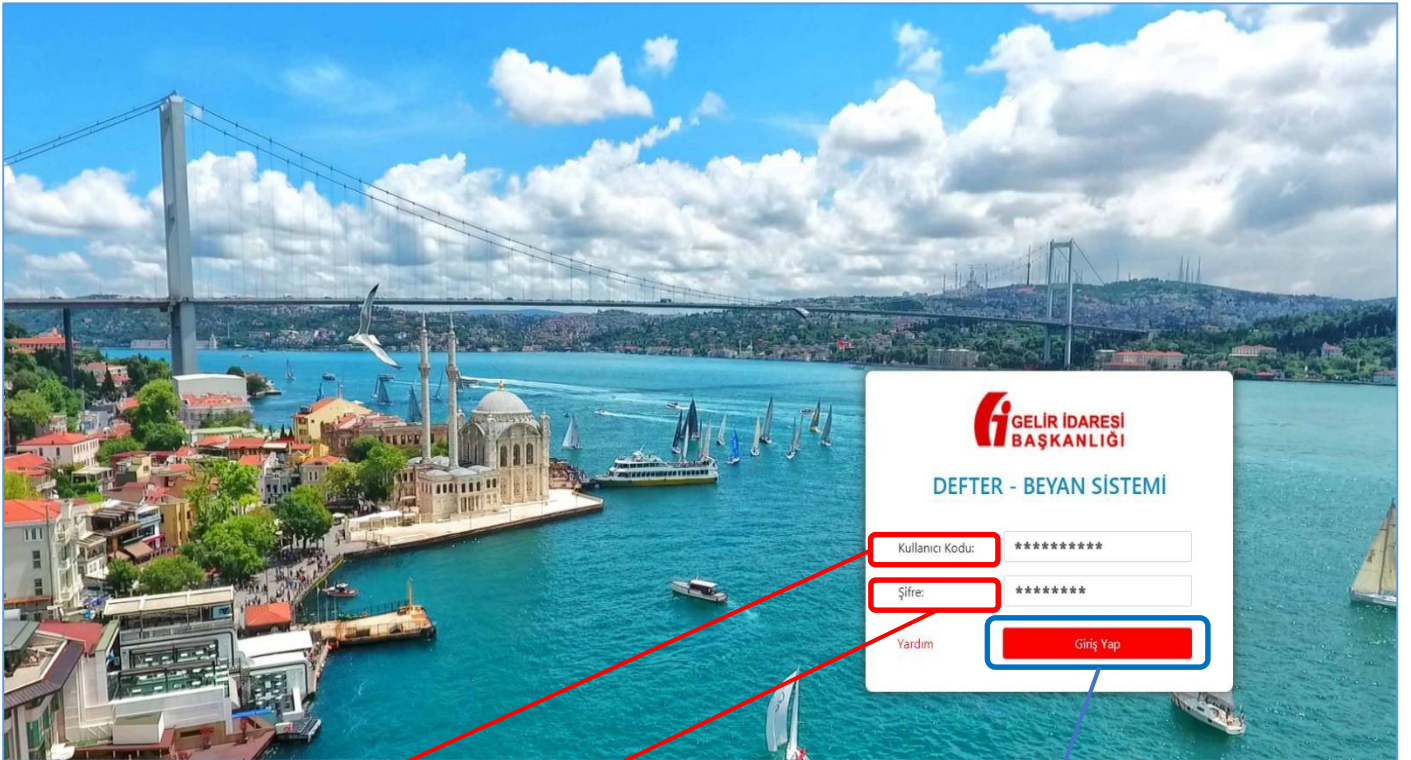 GELİR İDARESİ
BAŞKANLIĞI
DEFTER - BEYAN SİSTEMİ
Kullanıcı Kodu: **********
Şifre: ********
Yardım Giriş Yap